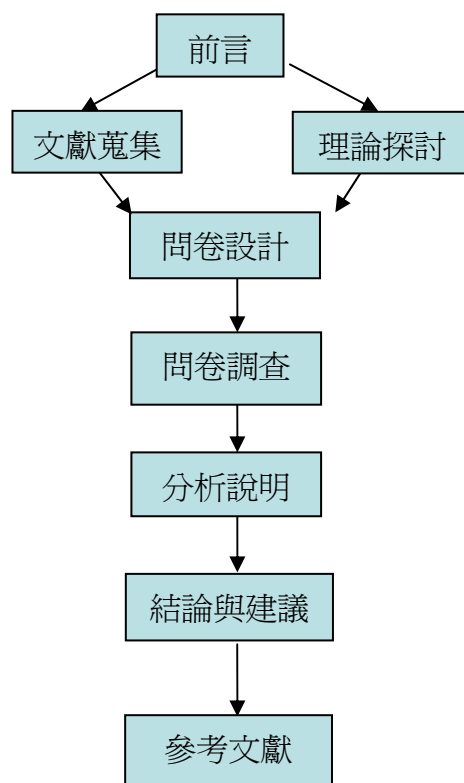 前言
文獻蒐集
理論探討
問卷設計
問卷調查
分析說明
結論與建議
參考文獻